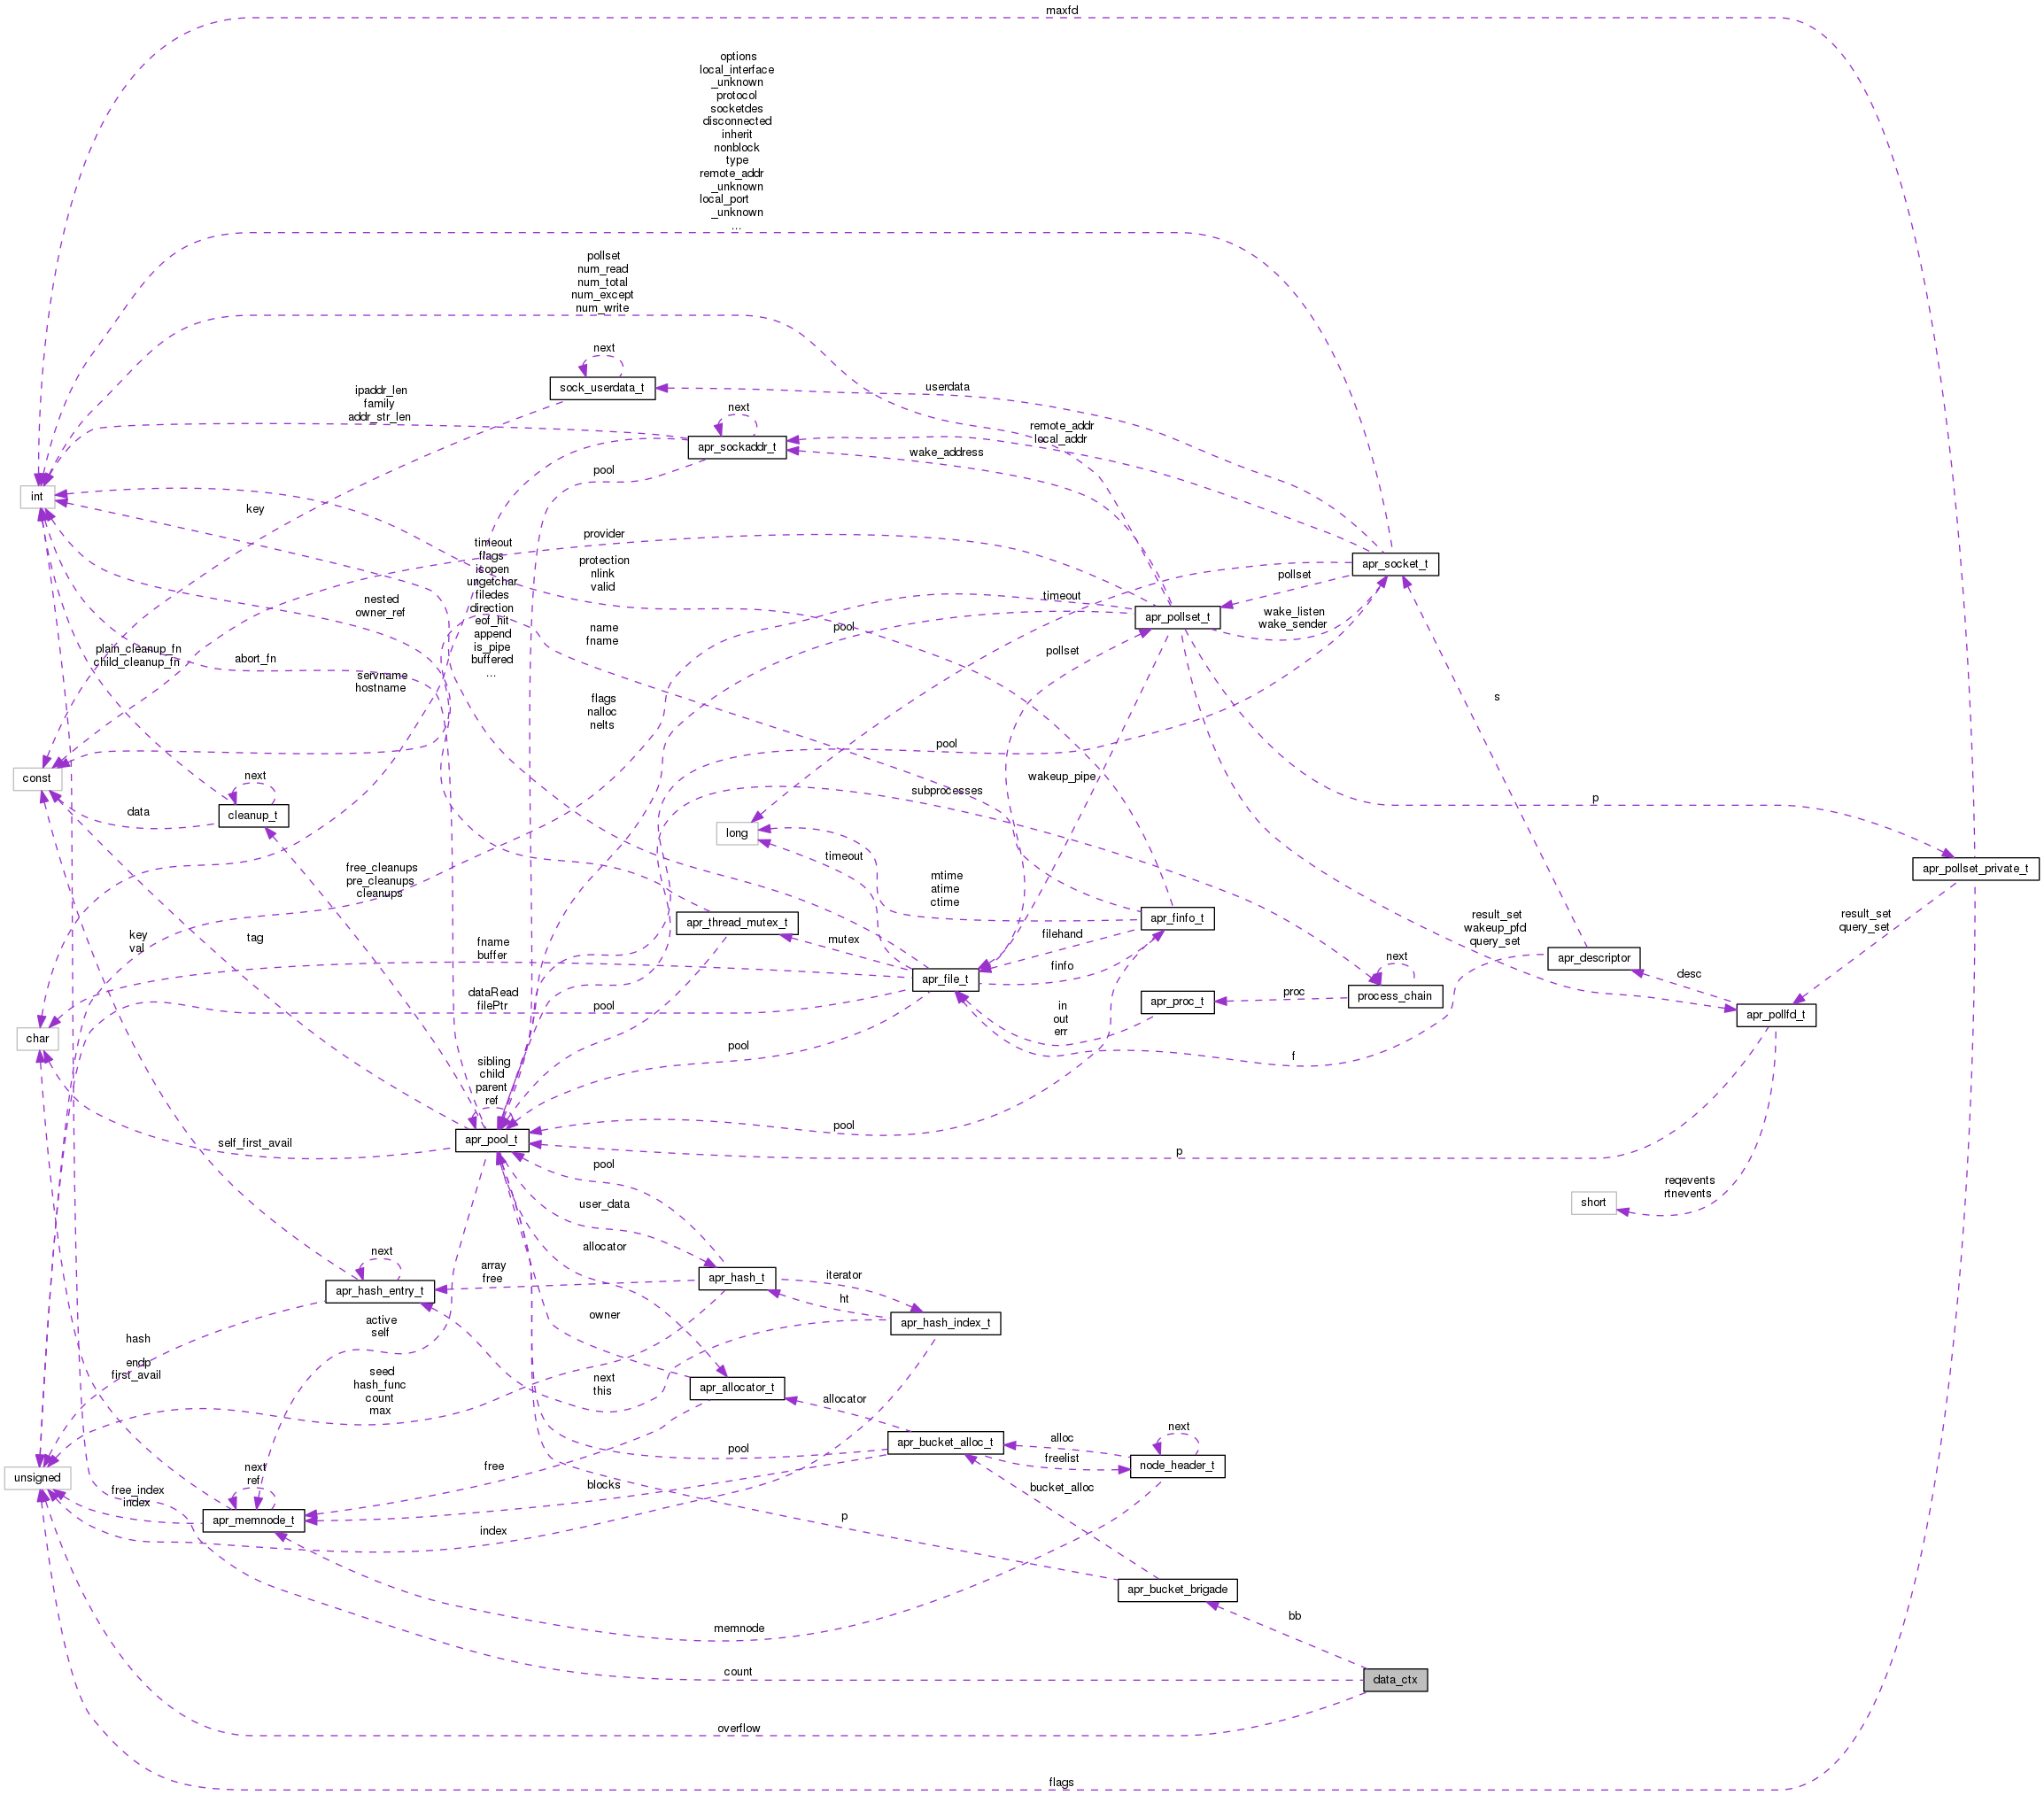 maxfd
options
local_interface
_unknown
protocol
socketdes
disconnected
inherit
nonblock
type
remote_addr
_unknown
local_port
_unknown
...
pollset
num_read
num_total
num_except
num_write
next
sock_userdata_t
userdata
ipaddr_len
family
addr_str_len
next
apr_sockaddr_t
remote_addr
local_addr
wake_address
pool
int
key
provider
timeout
flags
isopen
ungetchar
filedes
direction
eof_hit
append
is_pipe
buffered
...
protection
nlink
valid
apr_socket_t
pollset
timeout
nested
owner_ref
name
fname
pool
apr_pollset_t
wake_listen
wake_sender
plain_cleanup_fn
child_cleanup_fn
abort_fn
servname
hostname
pollset
flags
nalloc
nelts
s
pool
const
next
cleanup_t
data
wakeup_pipe
subprocesses
p
long
timeout
free_cleanups
pre_cleanups
cleanups
mtime
atime
ctime
apr_pollset_private_t
key
val
tag
apr_thread_mutex_t
mutex
apr_finfo_t
filehand
result_set
wakeup_pfd
query_set
result_set
query_set
fname
buffer
apr_file_t
finfo
next
apr_descriptor
desc
dataRead
filePtr
pool
apr_proc_t
proc
process_chain
in
out
err
apr_pollfd_t
char
pool
f
sibling
child
parent
ref
apr_pool_t
self_first_avail
pool
p
pool
user_data
reqevents
rtnevents
short
allocator
next
apr_hash_entry_t
array
free
apr_hash_t
iterator
ht
apr_hash_index_t
owner
active
self
hash
endp
first_avail
seed
hash_func
count
max
next
this
apr_allocator_t
allocator
apr_bucket_alloc_t
alloc
freelist
next
node_header_t
pool
free
unsigned
next
ref
blocks
bucket_alloc
free_index
index
apr_memnode_t
index
p
apr_bucket_brigade
memnode
bb
count
data_ctx
overflow
flags